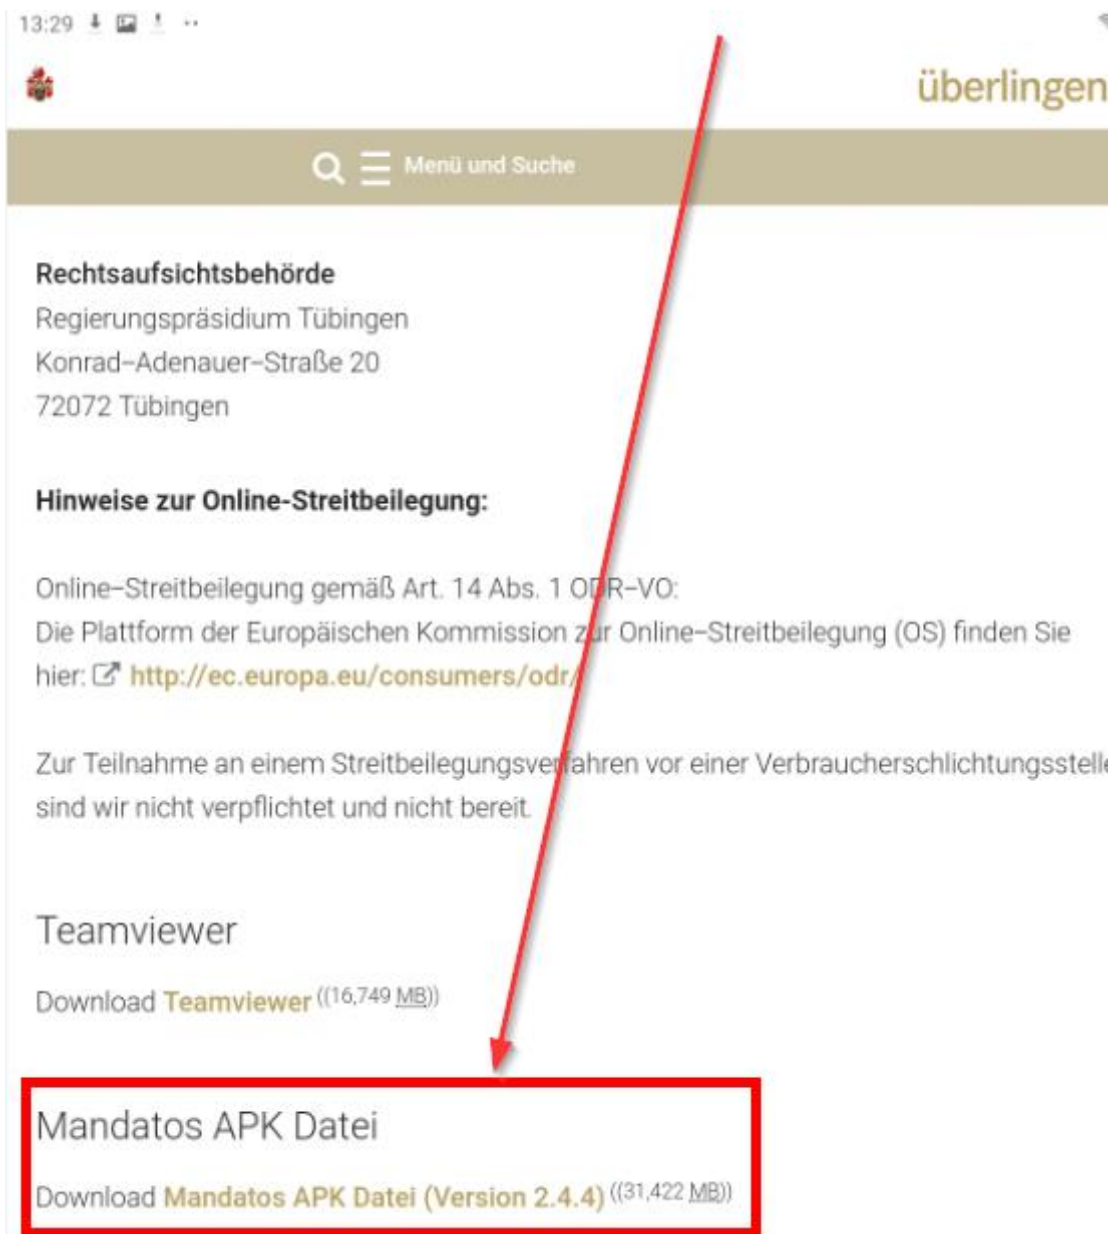 13:29
überlingen
Menü und Suche
Rechtsaufsichtsbehörde
Regierungspräsidium Tübingen
Konrad-Adenauer-Straße 20
72072 Tübingen
Hinweise zur Online-Streitbeilegung:
Online-Streitbeilegung gemäß Art. 14 Abs. 1 ODR-VO:
Die Plattform der Europäischen Kommission zur Online-Streitbeilegung (OS) finden Sie
hier: http://ec.europa.eu/consumers/odr/
Zur Teilnahme an einem Streitbeilegungsverfahren vor einer Verbraucherschlichtungsstelle
sind wir nicht verpflichtet und nicht bereit.
Teamviewer
Download Teamviewer ((16,749 MB))
Mandatos APK Datei
Download Mandatos APK Datei (Version 2.4.4) ((31,422 MB))